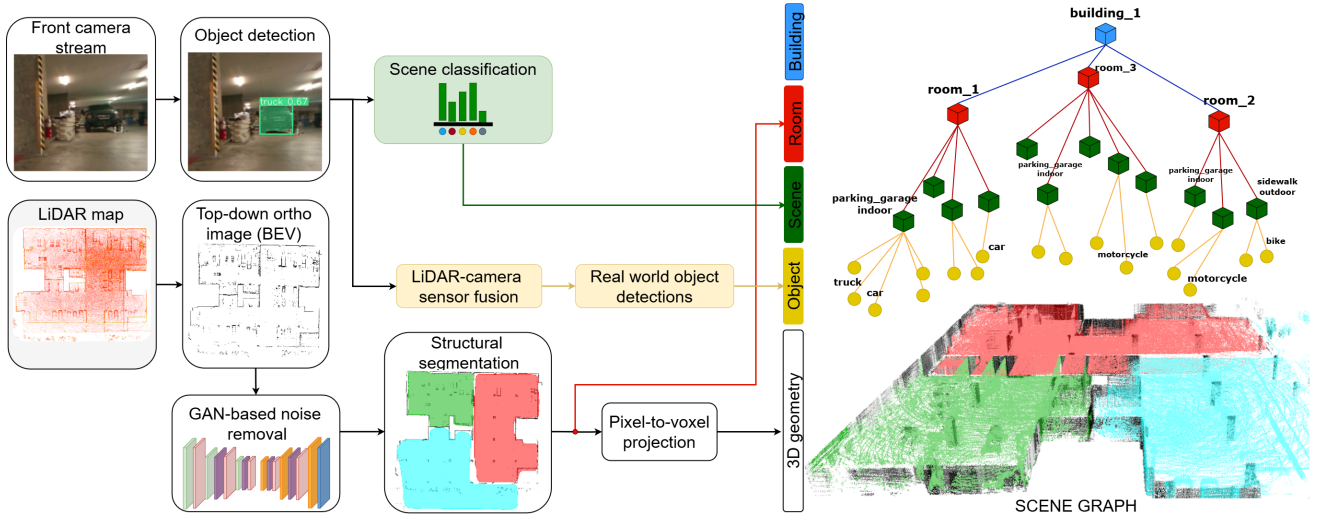 Front camera
stream
Object detection
truck 0.67
Scene classification
LiDAR map
Top-down ortho
image (BEV)
LiDAR-camera
sensor fusion
Real world object
detections
GAN-based noise
removal
Structural
segmentation
Pixel-to-voxel
projection
Building
Room
Scene
Object
3D geometry
building_1
room_3
room_1
room_2
parking_garage
indoor
parking_garage
indoor
sidewalk
outdoor
parking_garage
indoor
car
motorcycle
bike
truck
car
motorcycle
SCENE GRAPH